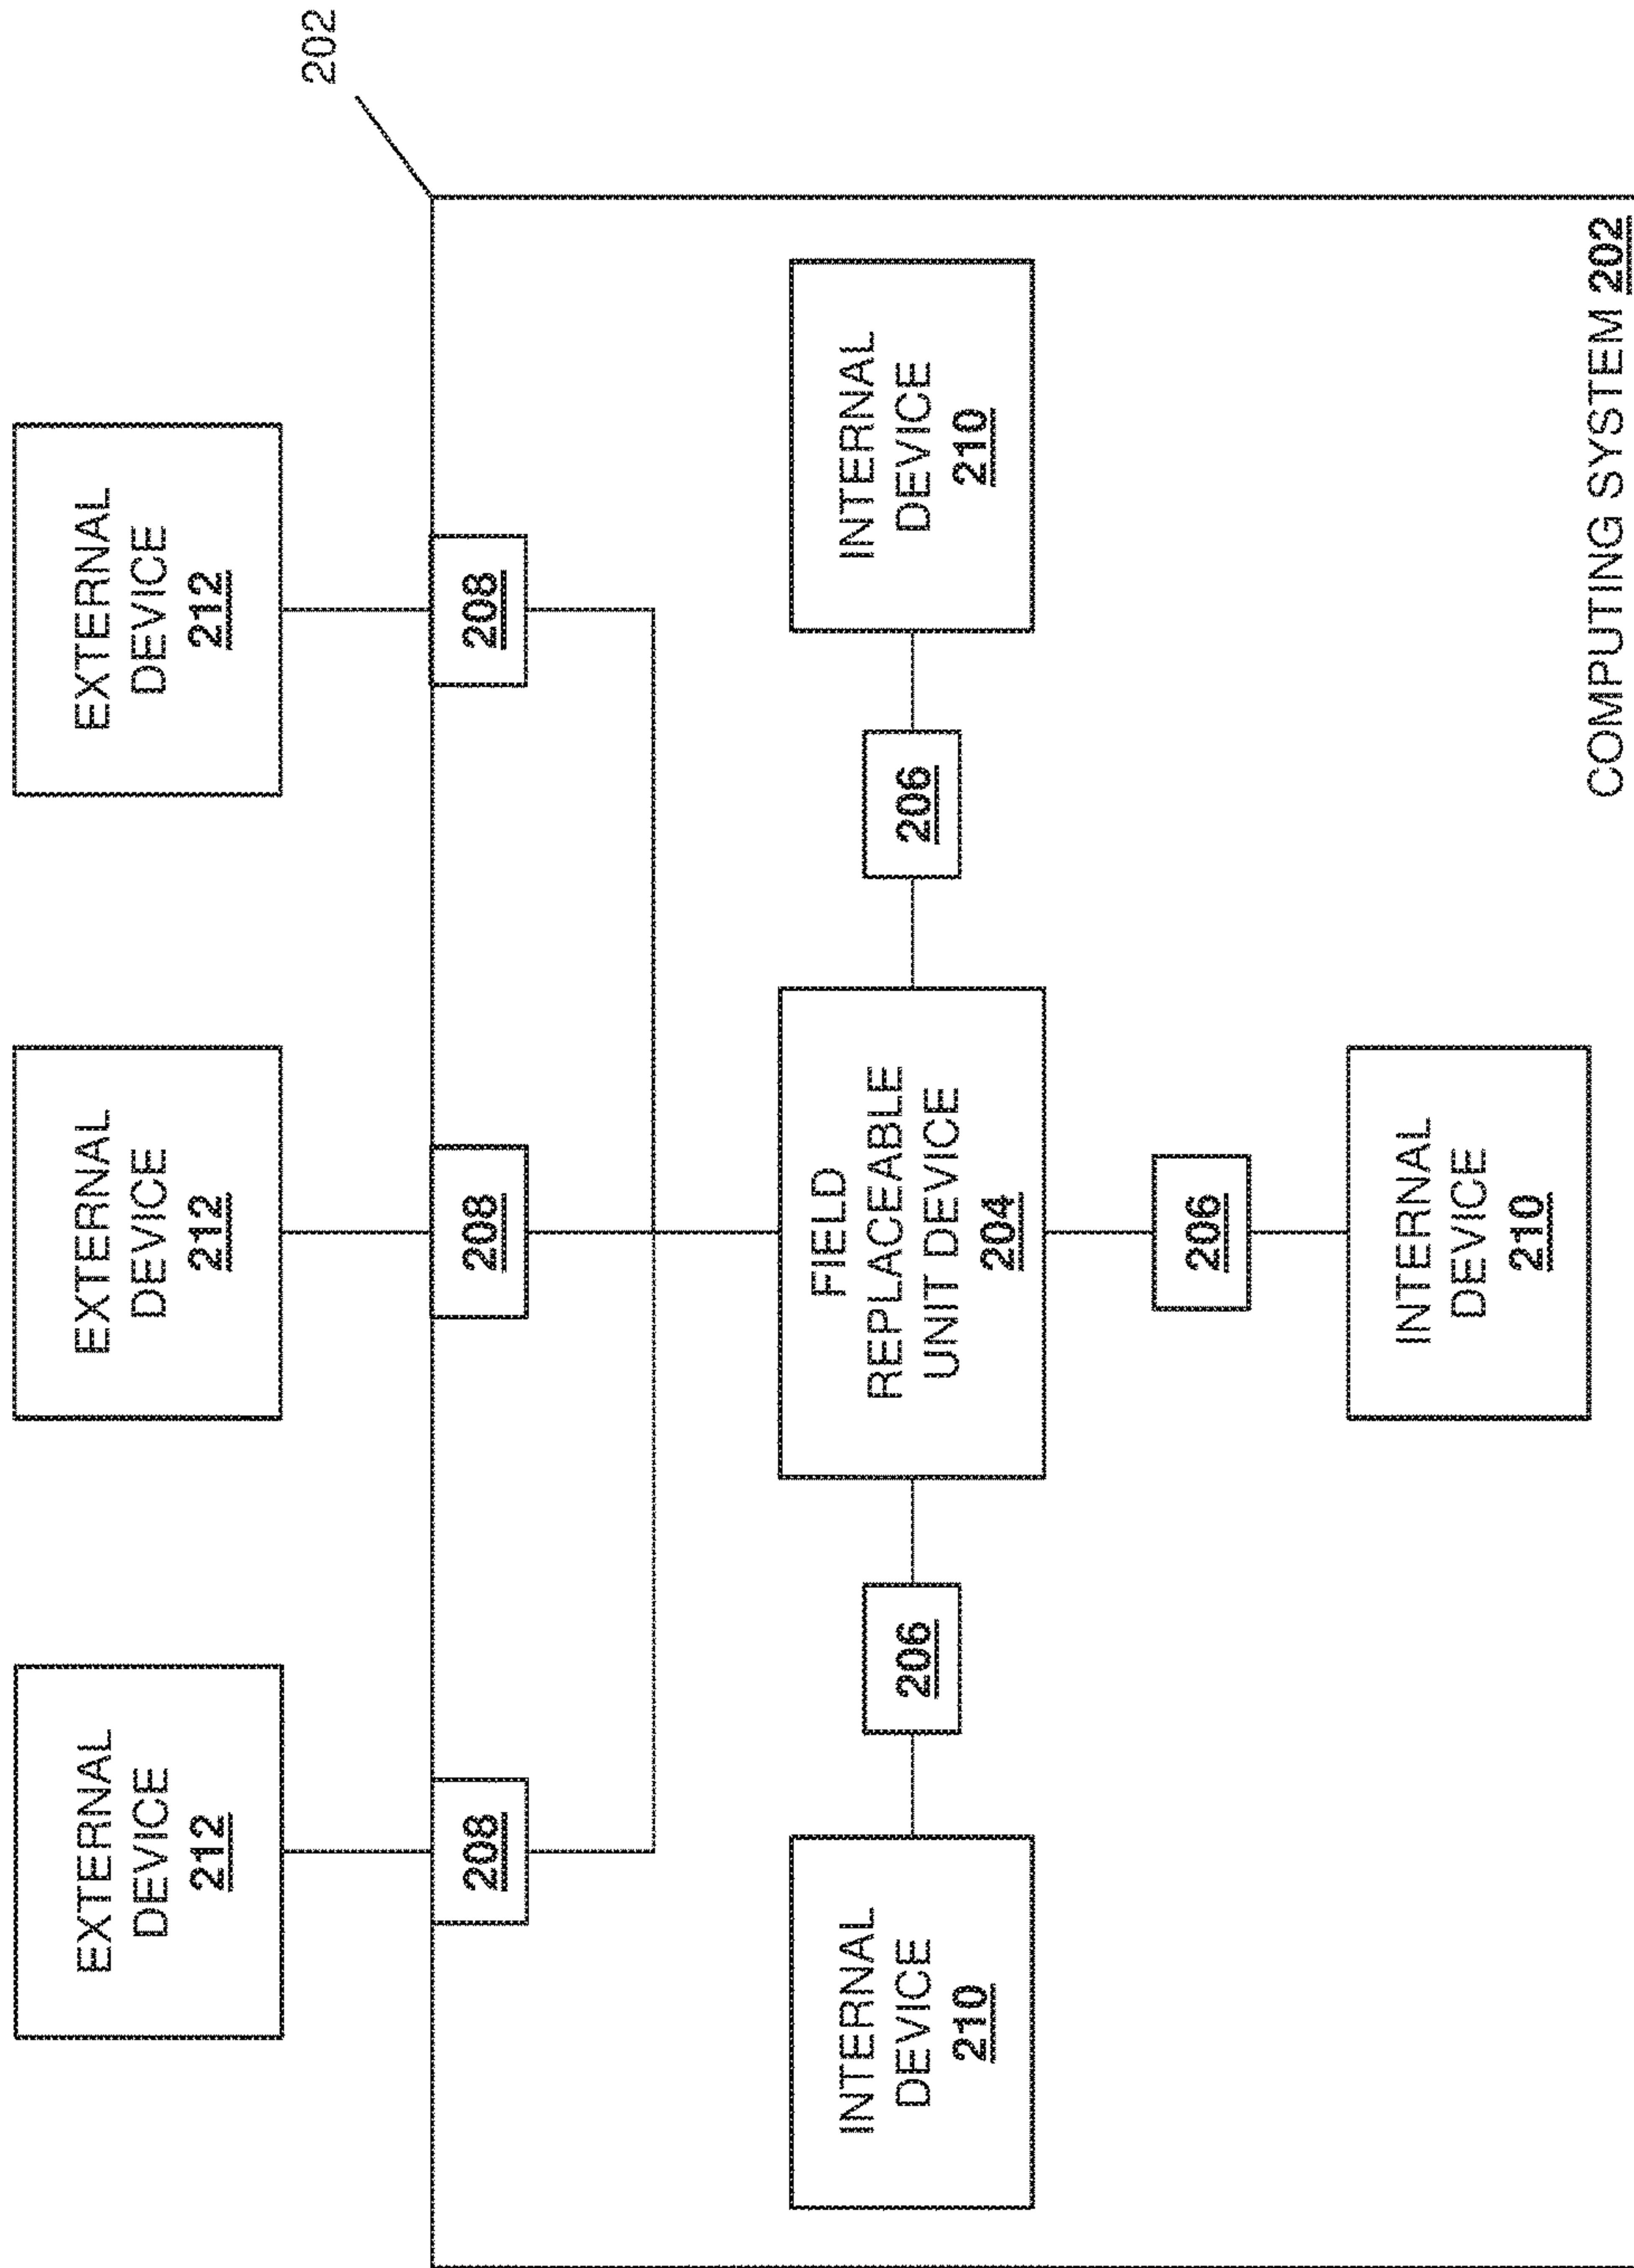 EXTERNAL
DEVICE
212
EXTERNAL
DEVICE
212
EXTERNAL
DEVICE
212
202
208
208
208
INTERNAL
DEVICE
210
206
FIELD
REPLACEABLE
UNIT DEVICE
204
206
INTERNAL
DEVICE
210
206
INTERNAL
DEVICE
210
COMPUTING SYSTEM 202